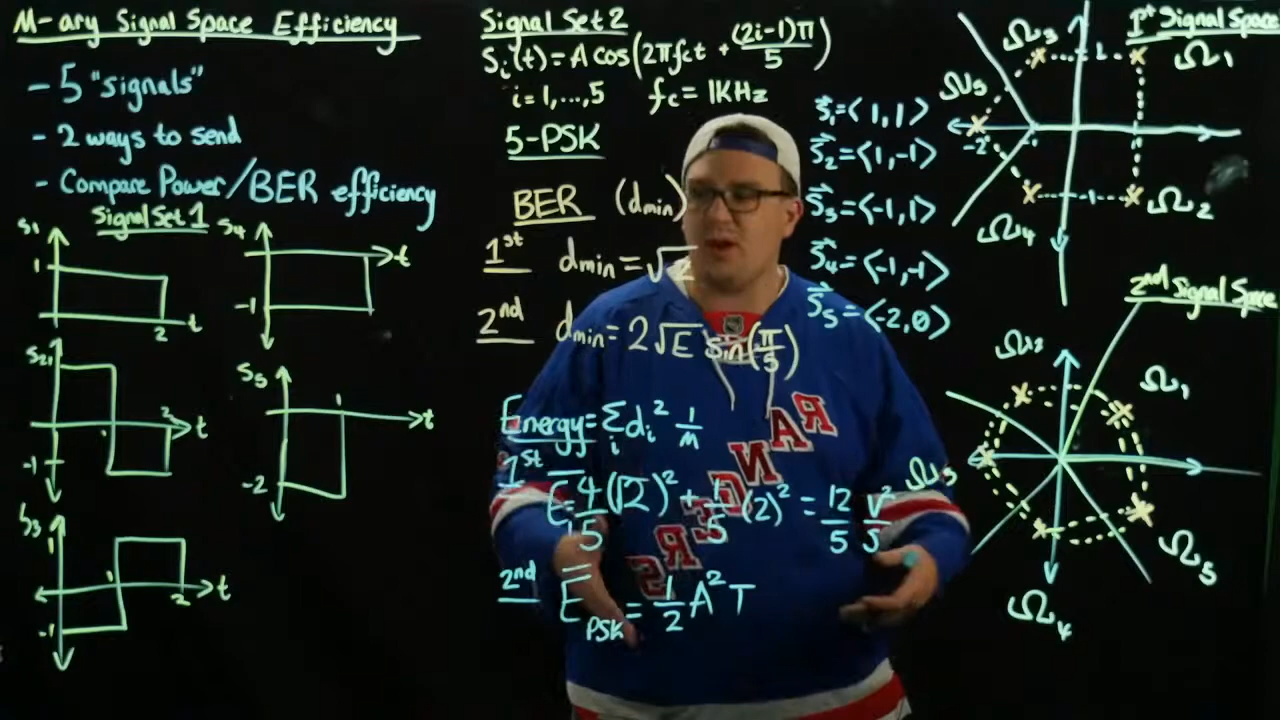 M-ary Signal Space Efficiency
- 5 "signals"
- 2 ways to send
- Compare Power/BER efficiency
Signal Set 1
S1
1
2
t
S4
t
-1
S2
2
t
-1
S5
1
t
-2
S3
1
1
2
t
-1
Signal Set 2
Si(t) = A cos(2πfct + (2i-1)π/5)
i = 1,...,5 fc = 1KHz
5-PSK
BER (dmin)
1st dmin = √2
2nd dmin = 2√E sin(π/5)
Energy = Σi di² 1/M
1st
E = 4/5 (√2)² + 1/5 (2)² = 12/5 V²/S
2nd EPSK = 1/2 A² T
S1 = <1,1>
S2 = <1,-1>
S3 = <-1,1>
S4 = <-1,-1>
S5 = <-2,0>
1st Signal Space
Ω3
Ω1
Ω5
-2
Ω2
Ω4
2nd Signal Space
Ω2
Ω1
Ω3
Ω5
Ω4
RANGERS